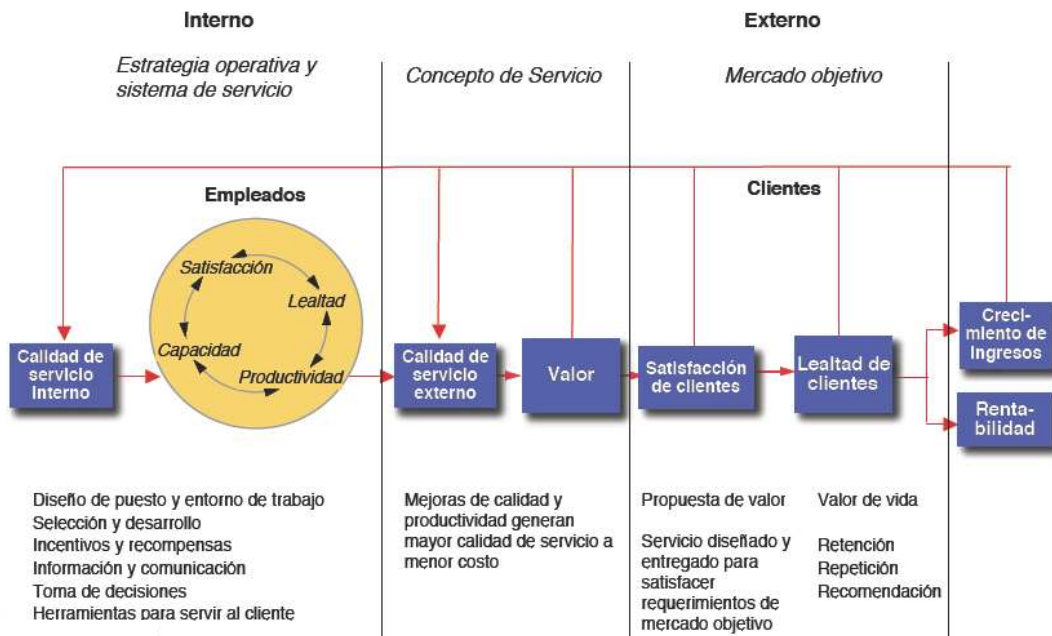 Interno
Externo
Estrategia operativa y
sistema de servicio
Concepto de Servicio
Mercado objetivo
Empleados
Clientes
Satisfacción
Lealtad
Capacidad
Productividad
Calidad de
servicio
Interno
Calidad de
servicio
externo
Valor
Satisfacción
de clientes
Lealtad de
clientes
Creci-
miento de
Ingresos
Renta-
bilidad
Diseño de puesto y entorno de trabajo
Selección y desarrollo
Incentivos y recompensas
Información y comunicación
Toma de decisiones
Herramientas para servir al cliente
Mejoras de calidad y
productividad generan
mayor calidad de servicio a
menor costo
Propuesta de valor
Servicio diseñado y
entregado para
satisfacer
requerimientos de
mercado objetivo
Valor de vida
Retención
Repetición
Recomendación